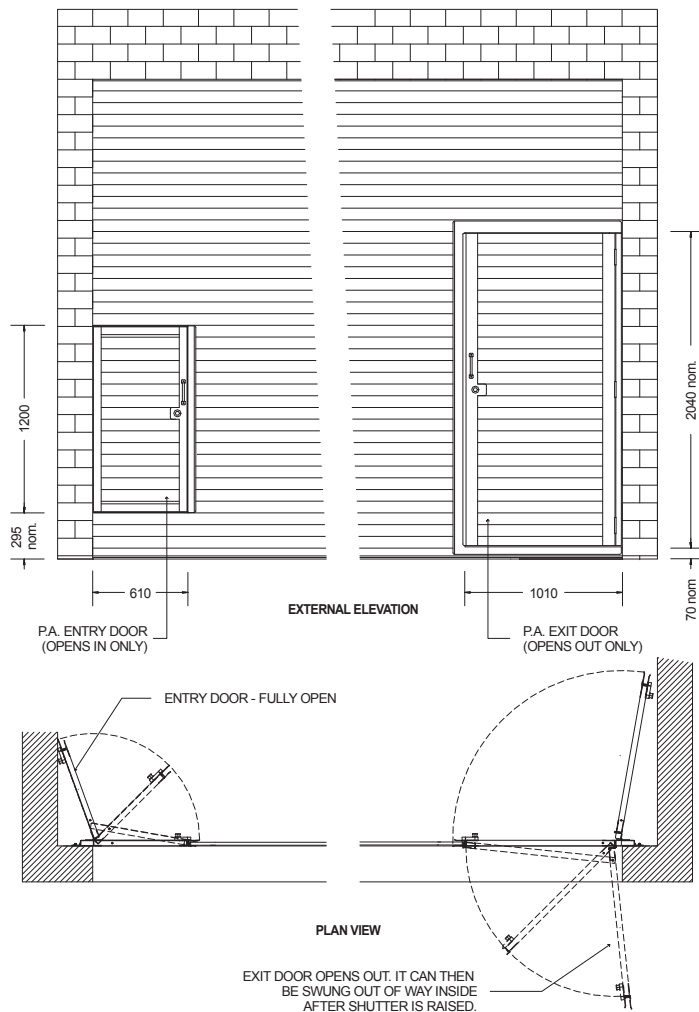 1200
295
nom.
610
P.A. ENTRY DOOR
(OPENS IN ONLY)
EXTERNAL ELEVATION
2040 nom.
70 nom
1010
P.A. EXIT DOOR
(OPENS OUT ONLY)
ENTRY DOOR - FULLY OPEN
PLAN VIEW
EXIT DOOR OPENS OUT. IT CAN THEN
BE SWUNG OUT OF WAY INSIDE
AFTER SHUTTER IS RAISED.